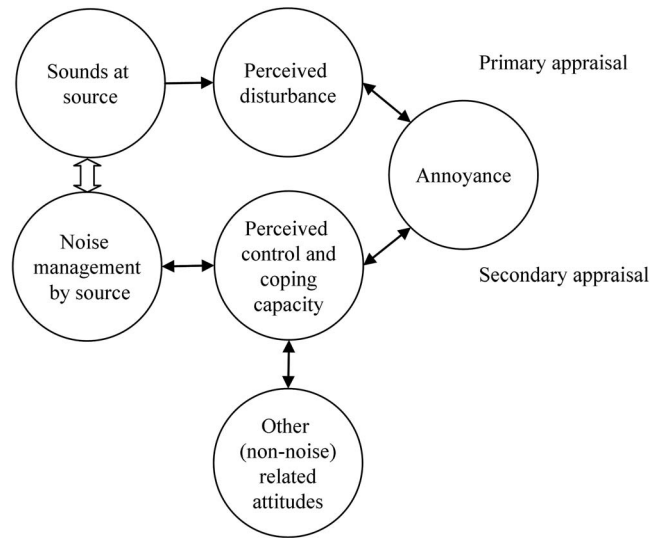 Sounds at
source
Perceived
disturbance
Primary appraisal
Annoyance
Noise
management
by source
Perceived
control and
coping
capacity
Secondary appraisal
Other
(non-noise)
related
attitudes